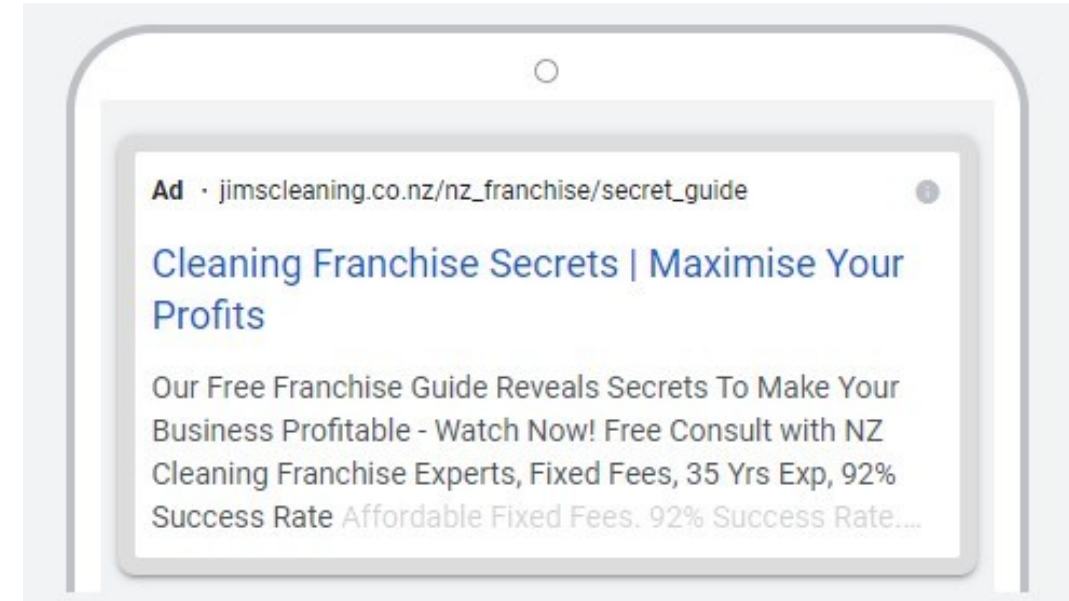 Ad · jimscleaning.co.nz/nz_franchise/secret_guide
Cleaning Franchise Secrets | Maximise Your
Profits
Our Free Franchise Guide Reveals Secrets To Make Your
Business Profitable - Watch Now! Free Consult with NZ
Cleaning Franchise Experts, Fixed Fees, 35 Yrs Exp, 92%
Success Rate Affordable Fixed Fees. 92% Success Rate....